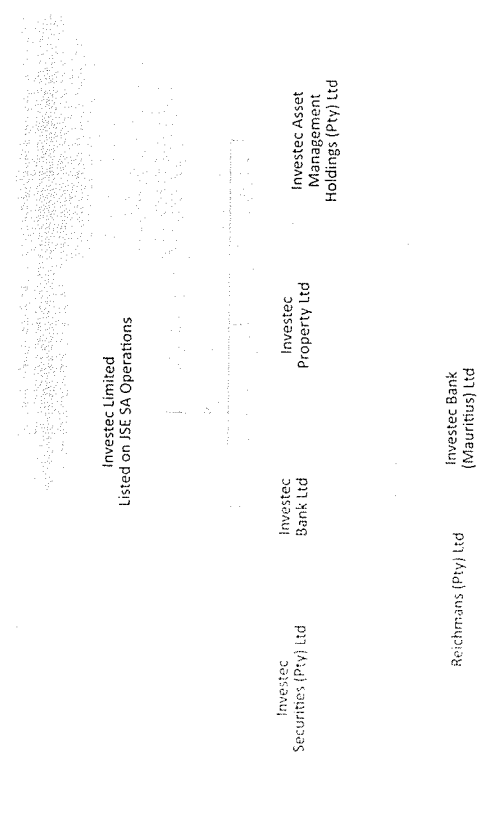 Investec Limited
Listed on JSE SA Operations
Investec
Securities (Pty) Ltd
Investec
Bank Ltd
Investec
Property Ltd
Investec Asset
Management
Holdings (Pty) Ltd
Reichmans (Pty) Ltd
Investec Bank
(Mauritius) Ltd